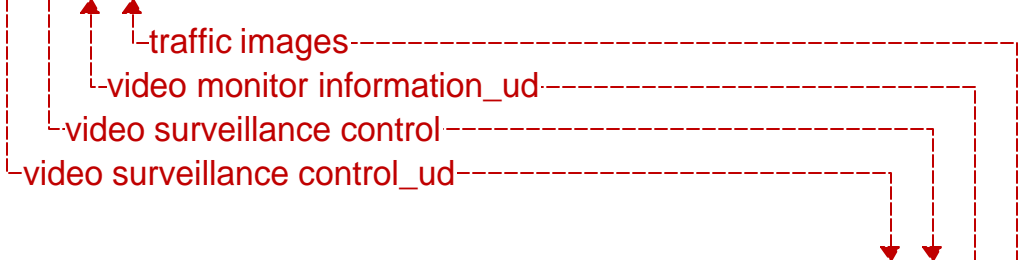 traffic images
video monitor information_ud
video surveillance control
video surveillance control_ud